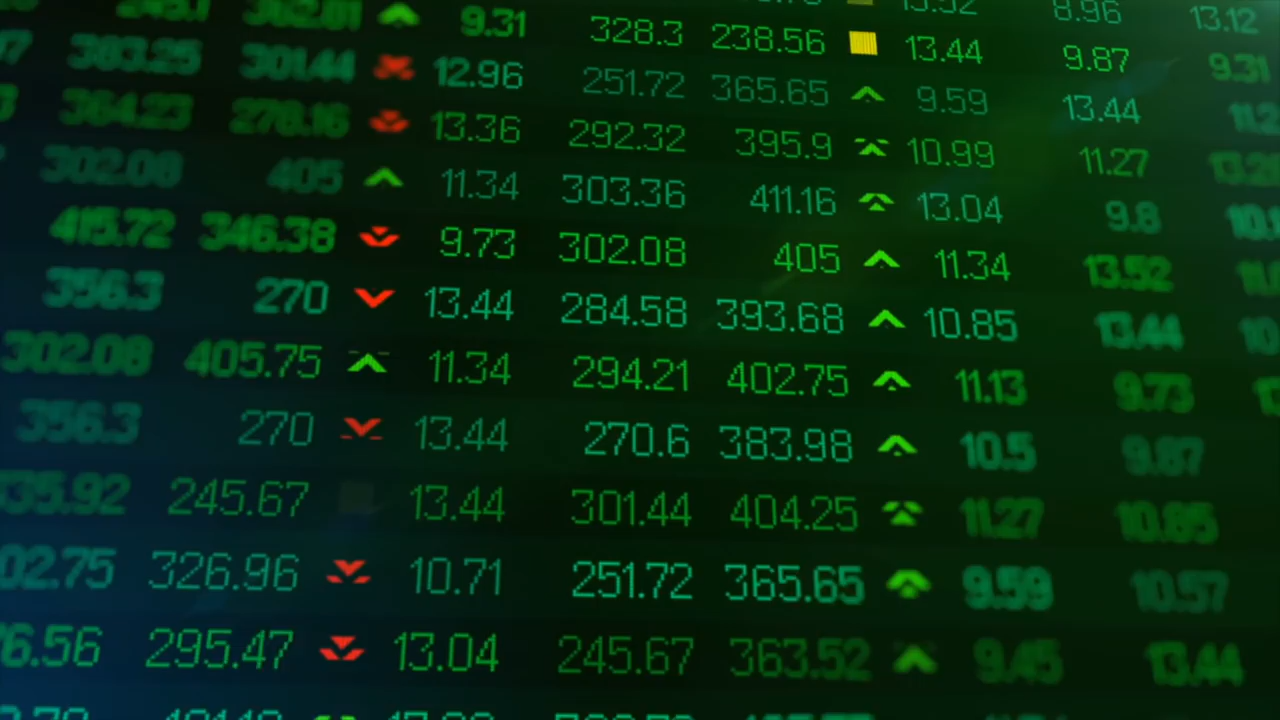 9.31 328.3 238.56 13.44 9.87 9.31
383.25 301.44 12.96 251.72 365.65 9.59 13.44
364.23 278.16 13.36 292.32 395.9 10.99 11.27
302.08 405 11.34 303.36 411.16 13.04 9.8
415.72 346.38 9.73 302.08 405 11.34 13.52
356.3 270 13.44 284.58 393.68 10.85 13.44
302.08 405.75 11.34 294.21 402.75 11.13 9.73
356.3 270 13.44 270.6 383.98 10.5 9.87
245.67 13.44 301.44 404.25 11.27 10.85
326.96 10.71 251.72 365.65 9.59 10.57
295.47 13.04 245.67 363.52 9.45 13.44
8.96 13.12